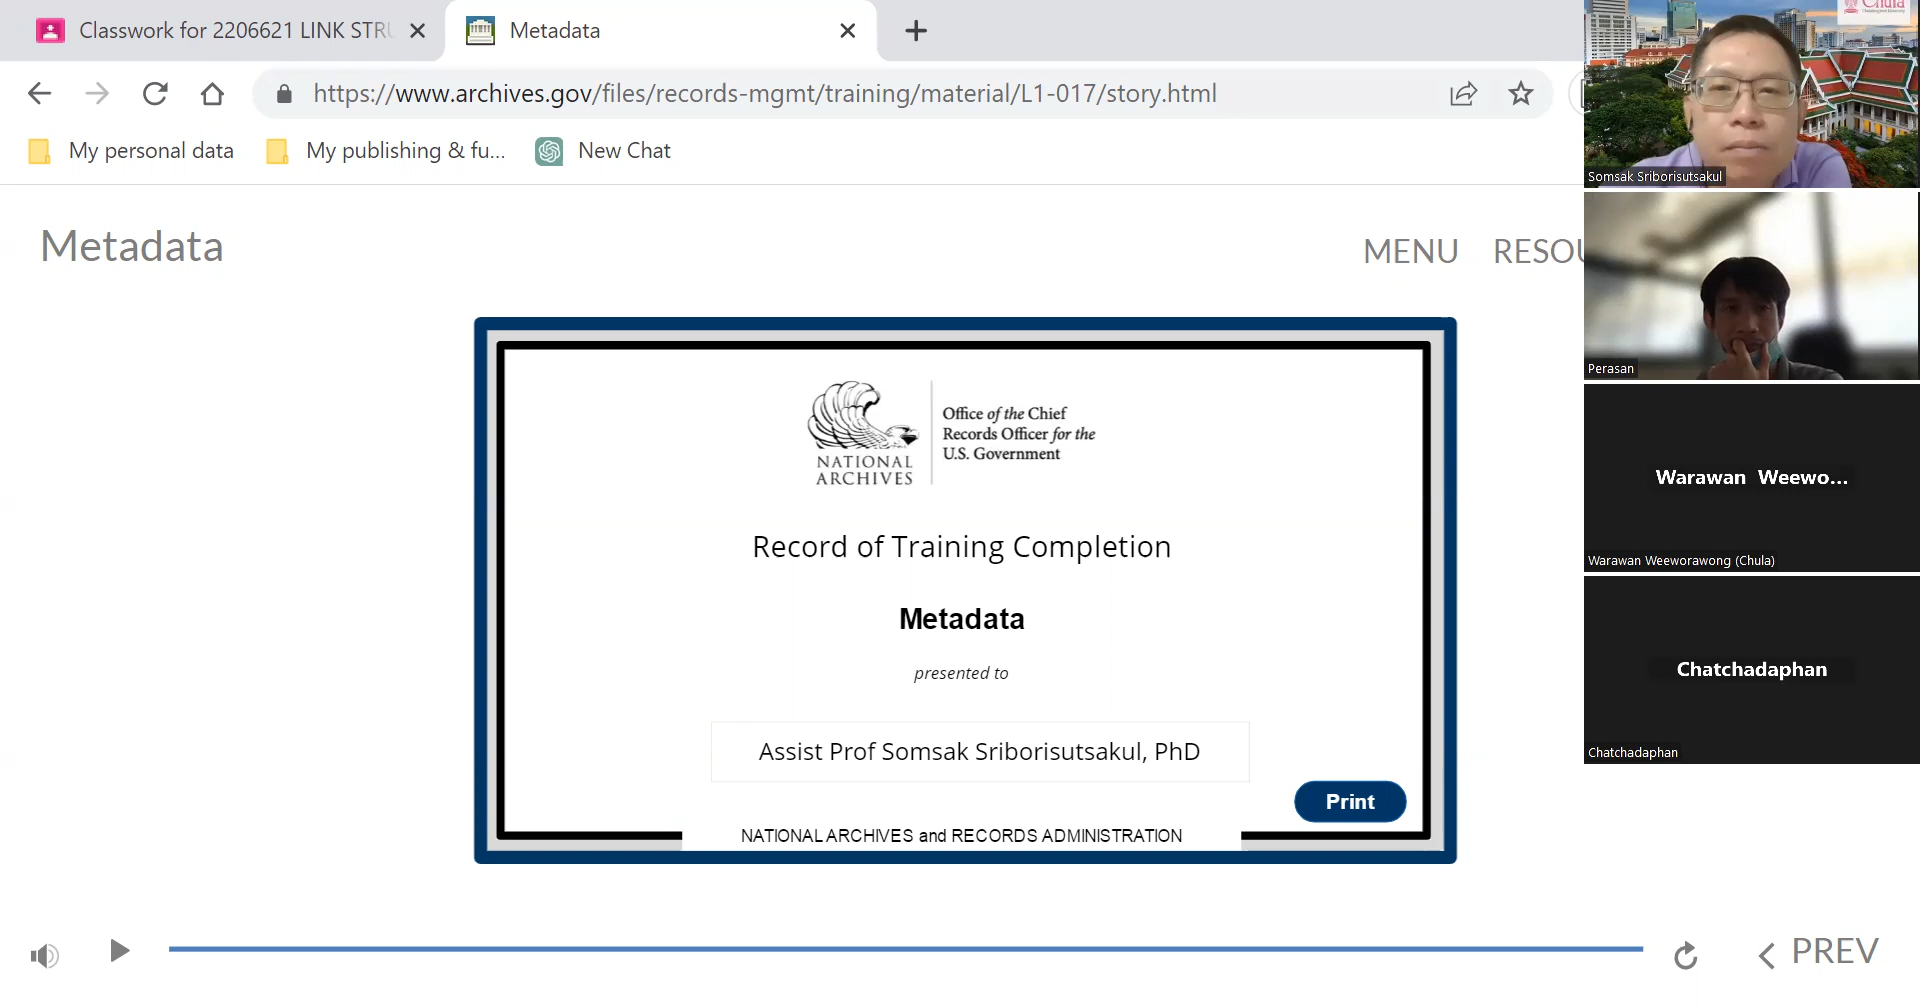 Classwork for 2206621 LINK STR
Metadata
https://www.archives.gov/files/records-mgmt/training/material/L1-017/story.html
My personal data
My publishing & fu...
New Chat
Metadata
MENU
RESOU
NATIONAL
ARCHIVES
Office of the Chief
Records Officer for the
U.S. Government
Record of Training Completion
Metadata
presented to
Assist Prof Somsak Sriborisutsakul, PhD
Print
NATIONAL ARCHIVES and RECORDS ADMINISTRATION
PREV
Chula
Somsak Sriborisutsakul
Perasan
Warawan Weewo...
Warawan Weeworawong (Chula)
Chatchadaphan
Chatchadaphan